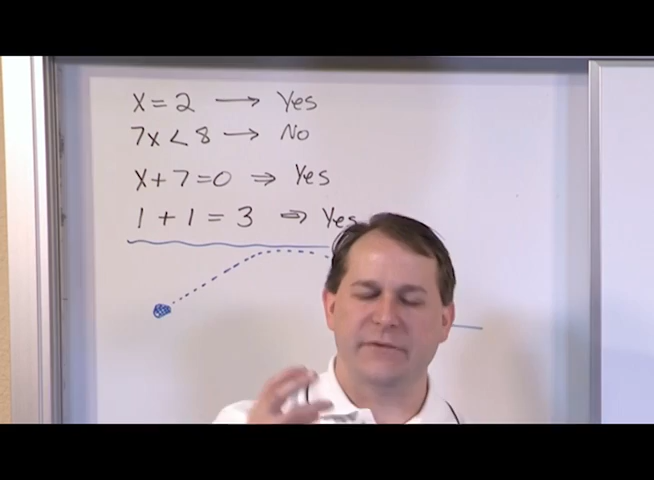 x = 2 → Yes
7x < 8 → No
x + 7 = 0 ⇒ Yes
1 + 1 = 3 ⇒ Yes